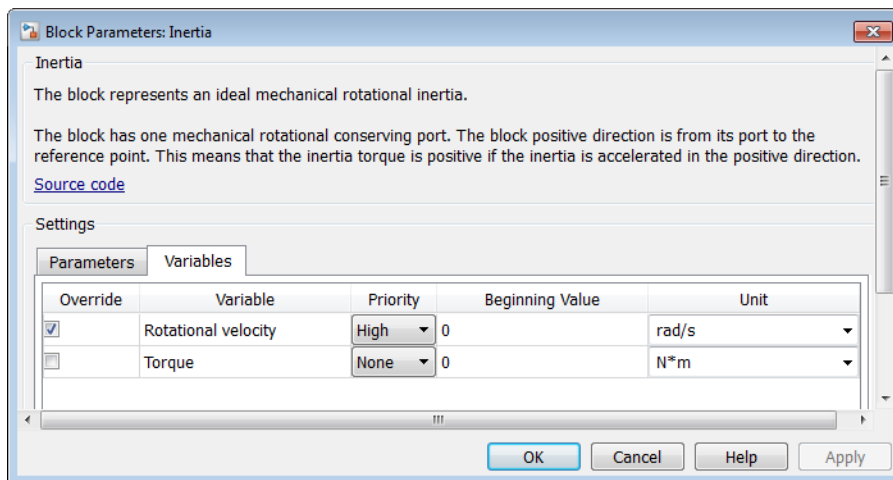 Block Parameters: Inertia
Inertia
The block represents an ideal mechanical rotational inertia.
The block has one mechanical rotational conserving port. The block positive direction is from its port to the
reference point. This means that the inertia torque is positive if the inertia is accelerated in the positive direction.
Source code
Settings
Parameters Variables
Override Variable Priority Beginning Value Unit
Rotational velocity High 0 rad/s
Torque None 0 N*m
OK Cancel Help Apply